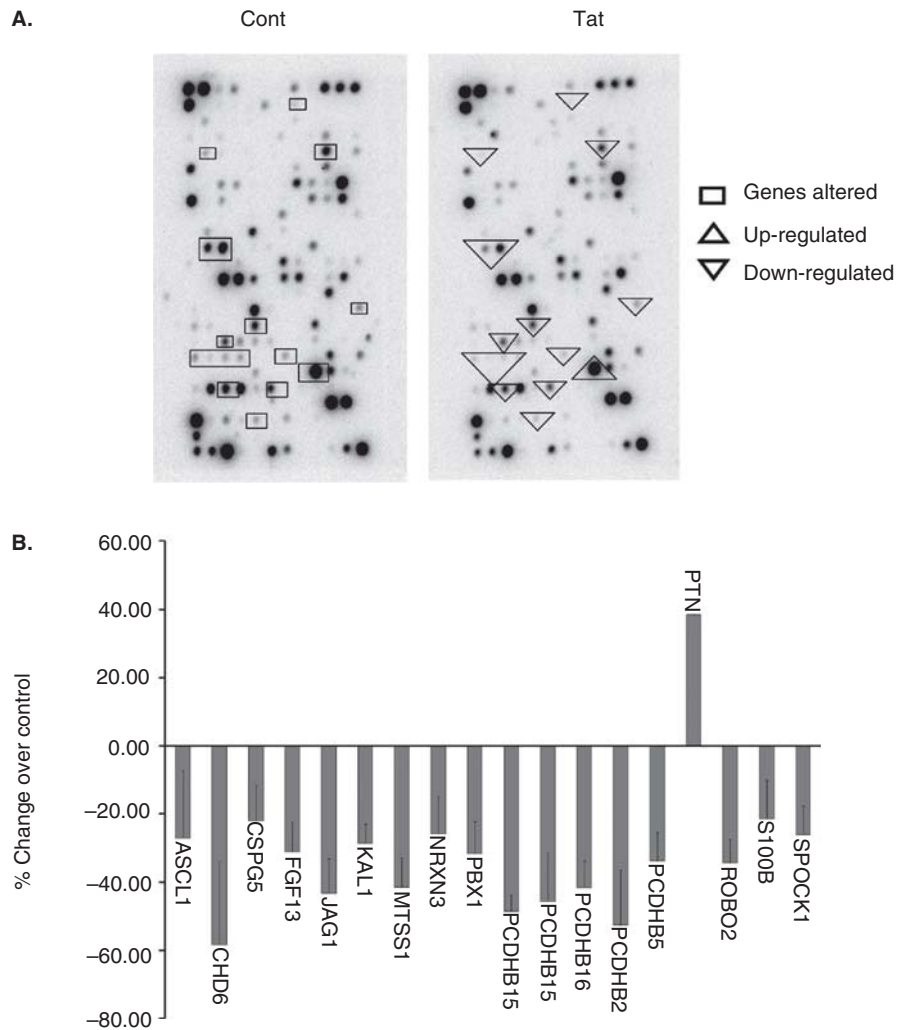 A.
Cont
Tat
Genes altered
Up-regulated
Down-regulated
B.
% Change over control
60.00
40.00
20.00
0.00
–20.00
–40.00
–60.00
–80.00
ASCL1
CHD6
CSPG5
FGF13
JAG1
KAL1
MTSS1
NRXN3
PBX1
PCDHB15
PCDHB15
PCDHB16
PCDHB2
PCDHB5
PTN
ROBO2
S100B
SPOCK1